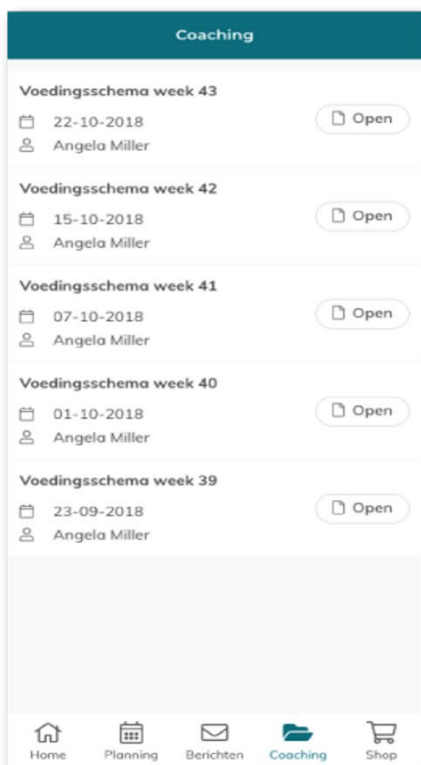 Coaching
Voedingsschema week 43
22-10-2018
Open
Angela Miller
Voedingsschema week 42
15-10-2018
Open
Angela Miller
Voedingsschema week 41
07-10-2018
Open
Angela Miller
Voedingsschema week 40
01-10-2018
Open
Angela Miller
Voedingsschema week 39
23-09-2018
Open
Angela Miller
Home Planning Berichten Coaching Shop